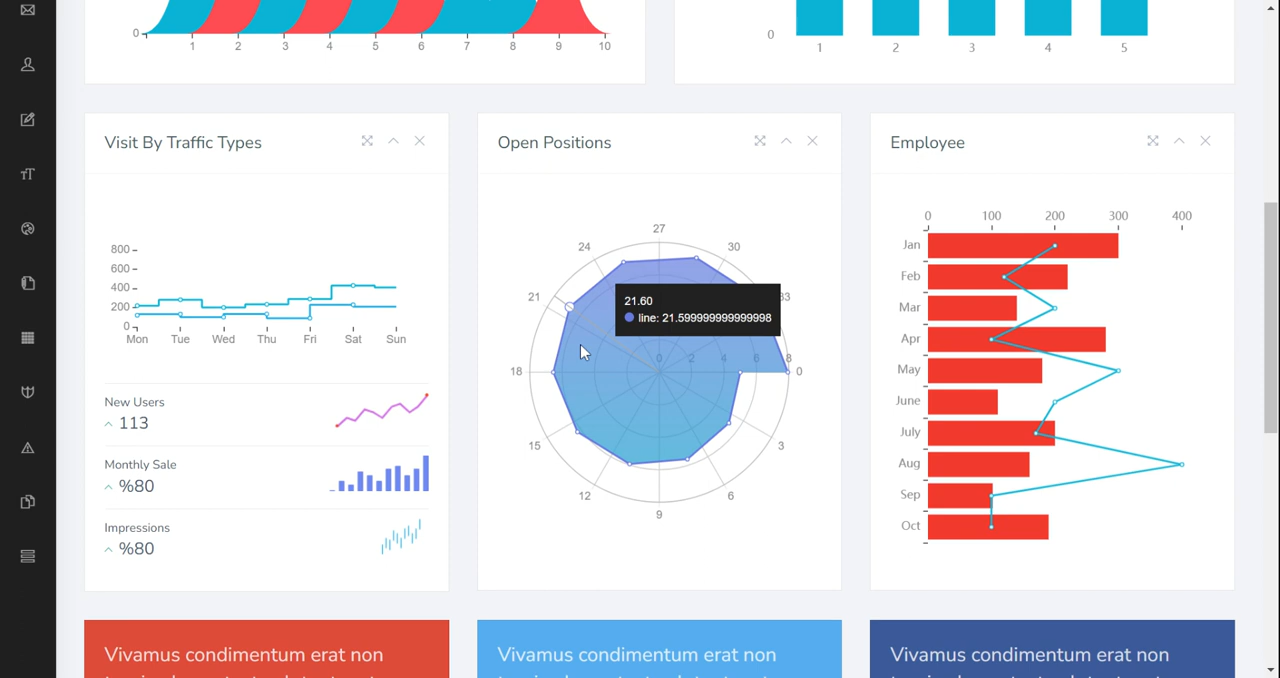 0
1 2 3 4 5 6 7 8 9 10
0
1 2 3 4 5
Visit By Traffic Types
800
600
400
200
0
Mon Tue Wed Thu Fri Sat Sun
New Users
113
Monthly Sale
%80
Impressions
%80
Open Positions
27
24 30
21 33
21.60
line: 21.599999999999998
18 0 2 4 6 8 0
15 3
12 6
9
Employee
0 100 200 300 400
Jan
Feb
Mar
Apr
May
June
July
Aug
Sep
Oct
Vivamus condimentum erat non
Vivamus condimentum erat non
Vivamus condimentum erat non